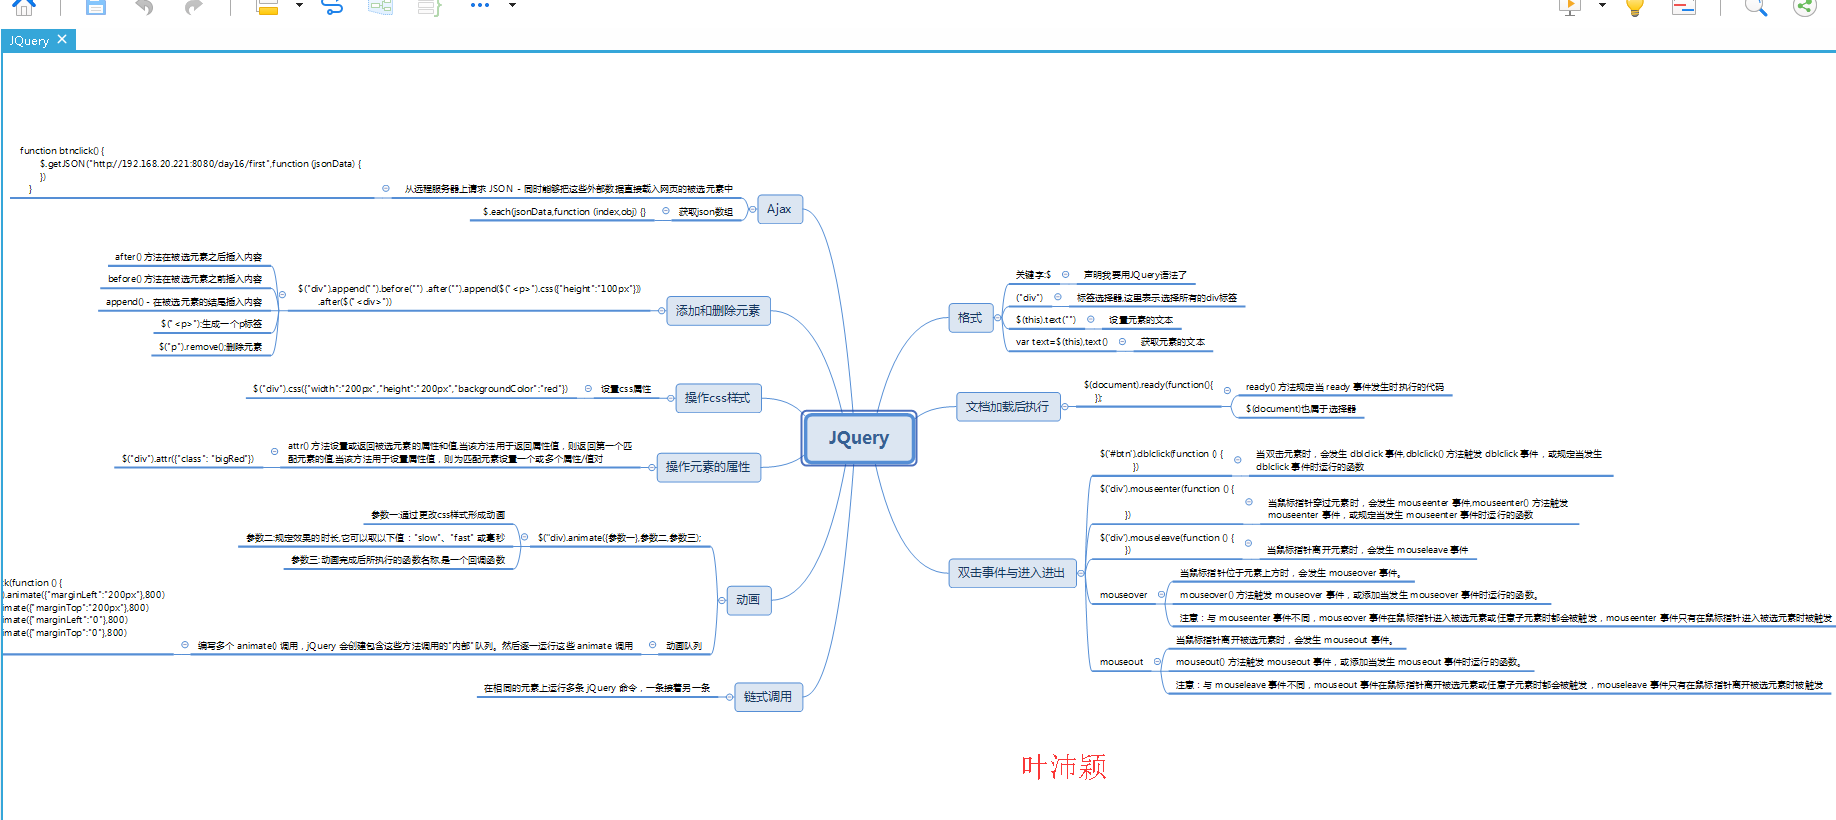 JQuery
function btnclick() {
$.getJSON("http://192.168.20.221:8080/day16/first",function (jsonData) {
})
}
从远程服务器上请求 JSON - 同时能够把这些外部数据直接载入网页的被选元素中
$.each(jsonData,function (index,obj) {}
获取json数组
Ajax
after() 方法在被选元素之后插入内容
before() 方法在被选元素之前插入内容
append() - 在被选元素的结尾插入内容
$("<p>");生成一个p标签
$("p").remove();删除元素
$("div").append("").before("") .after("").append($("<p>").css({"height":"100px"}))
.after($("<div>"))
添加和删除元素
$("div").css({"width":"200px","height":"200px","backgroundColor":"red"})
设置css属性
操作css样式
$("div").attr({"class": "bigRed"})
attr() 方法设置或返回被选元素的属性和值,当该方法用于返回属性值，则返回第一个匹
配元素的值,当该方法用于设置属性值，则为匹配元素设置一个或多个属性/值对
操作元素的属性
参数一:通过更改css样式形成动画
参数二:规定效果的时长,它可以取以下值："slow"、"fast" 或毫秒
参数三:动画完成后所执行的函数名称,是一个回调函数
$("div).animate({参数一},参数二,参数三);
动画
ck(function () {
).animate({"marginLeft":"200px"},800)
imate({"marginTop":"200px"},800)
imate({"marginLeft":"0"},800)
imate({"marginTop":"0"},800)
编写多个 animate() 调用，jQuery 会创建包含这些方法调用的"内部"队列。然后逐一运行这些 animate 调用
动画队列
在相同的元素上运行多条 jQuery 命令，一条接着另一条
链式调用
JQuery
格式
关键字:$
声明我要用JQuery语法了
("div")
标签选择器,这里表示选择所有的div标签
$(this).text("")
设置元素的文本
var text=$(this),text()
获取元素的文本
文档加载后执行
$(document).ready(function(){
});
ready() 方法规定当 ready 事件发生时执行的代码
$(document)也属于选择器
双击事件与进入进出
$('#btn').dblclick(function () {
})
当双击元素时，会发生 dblclick 事件,dblclick() 方法触发 dblclick 事件，或规定当发生
dblclick 事件时运行的函数
$('div').mouseenter(function () {
})
当鼠标指针穿过元素时，会发生 mouseenter 事件,mouseenter() 方法触发
mouseenter 事件，或规定当发生 mouseenter 事件时运行的函数
$('div').mouseleave(function () {
})
当鼠标指针离开元素时，会发生 mouseleave 事件
mouseover
当鼠标指针位于元素上方时，会发生 mouseover 事件。
mouseover() 方法触发 mouseover 事件，或添加当发生 mouseover 事件时运行的函数。
注意：与 mouseenter 事件不同，mouseover 事件在鼠标指针进入被选元素或任意子元素时都会被触发，mouseenter 事件只有在鼠标指针进入被选元素时被触发
mouseout
当鼠标指针离开被选元素时，会发生 mouseout 事件。
mouseout() 方法触发 mouseout 事件，或添加当发生 mouseout 事件时运行的函数。
注意：与 mouseleave 事件不同，mouseout 事件在鼠标指针离开被选元素或任意子元素时都会被触发，mouseleave 事件只有在鼠标指针离开被选元素时被触发
叶沛颖